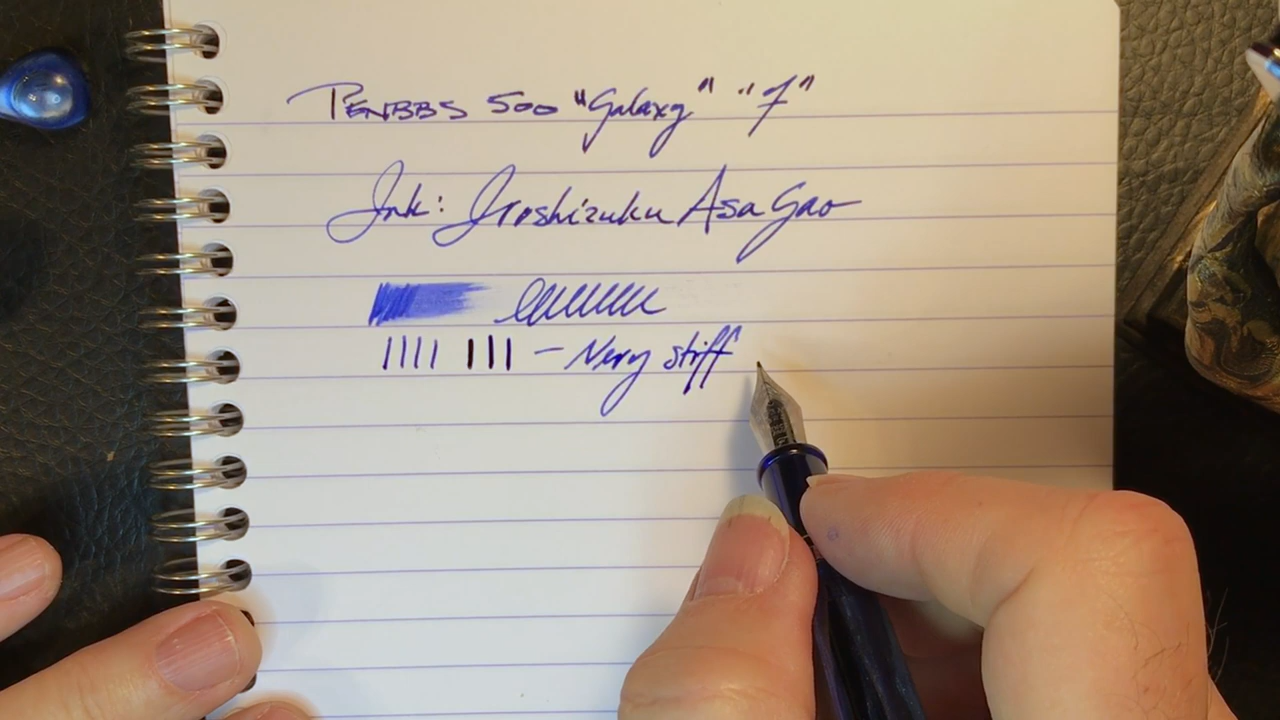 PENBBS 500 "Galaxy" "F"
Ink: Iroshizuku Asa Gao
— Very stiff